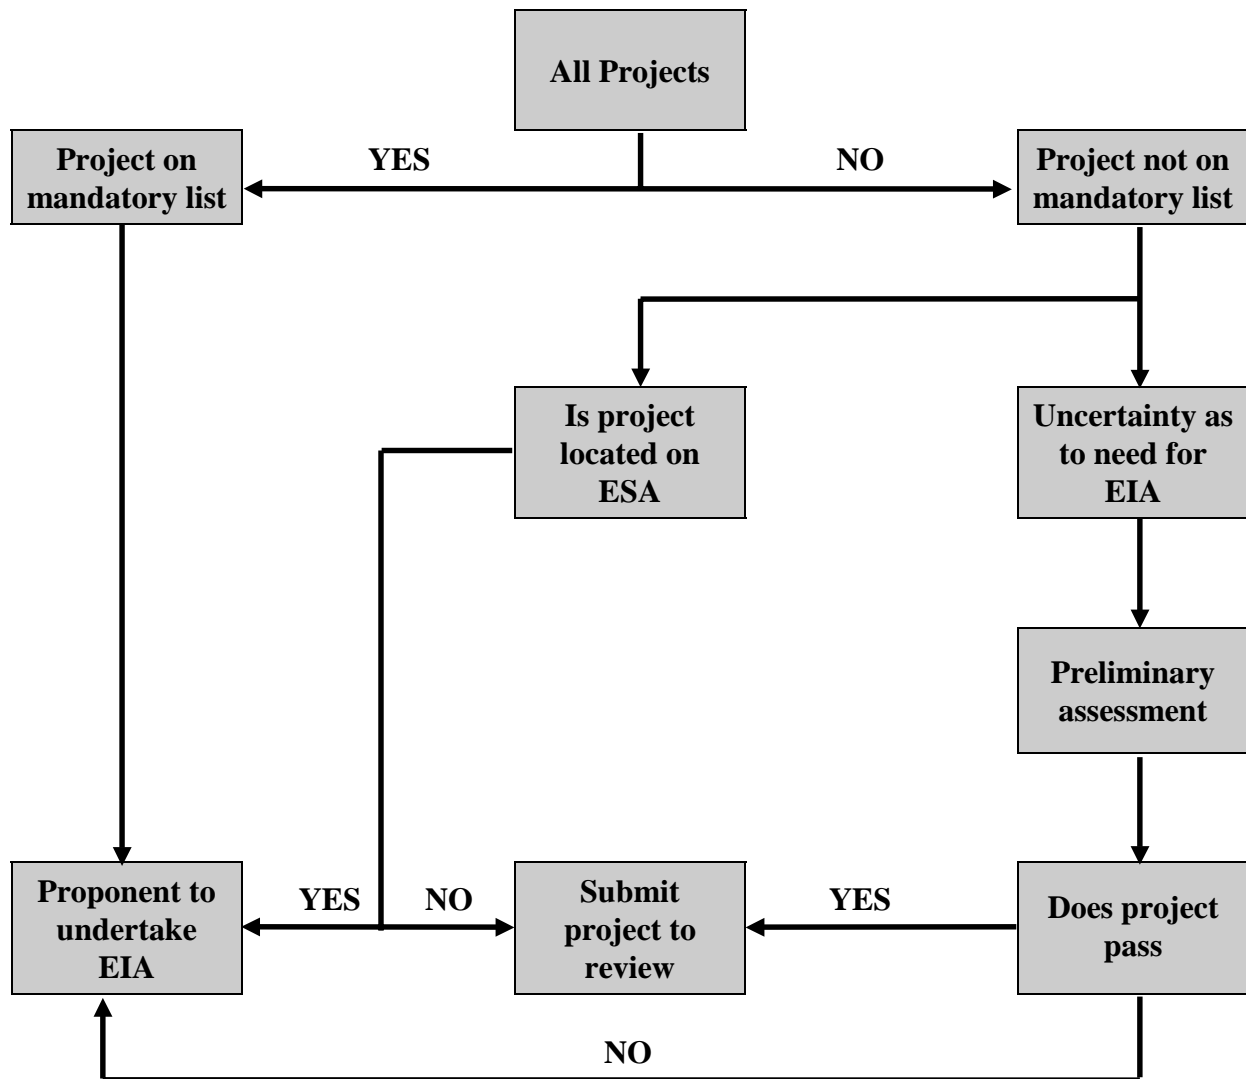 All Projects
YES
NO
Project on
mandatory list
Project not on
mandatory list
Is project
located on
ESA
Uncertainty as
to need for
EIA
Preliminary
assessment
Proponent to
undertake
EIA
YES
NO
Submit
project to
review
YES
Does project
pass
NO